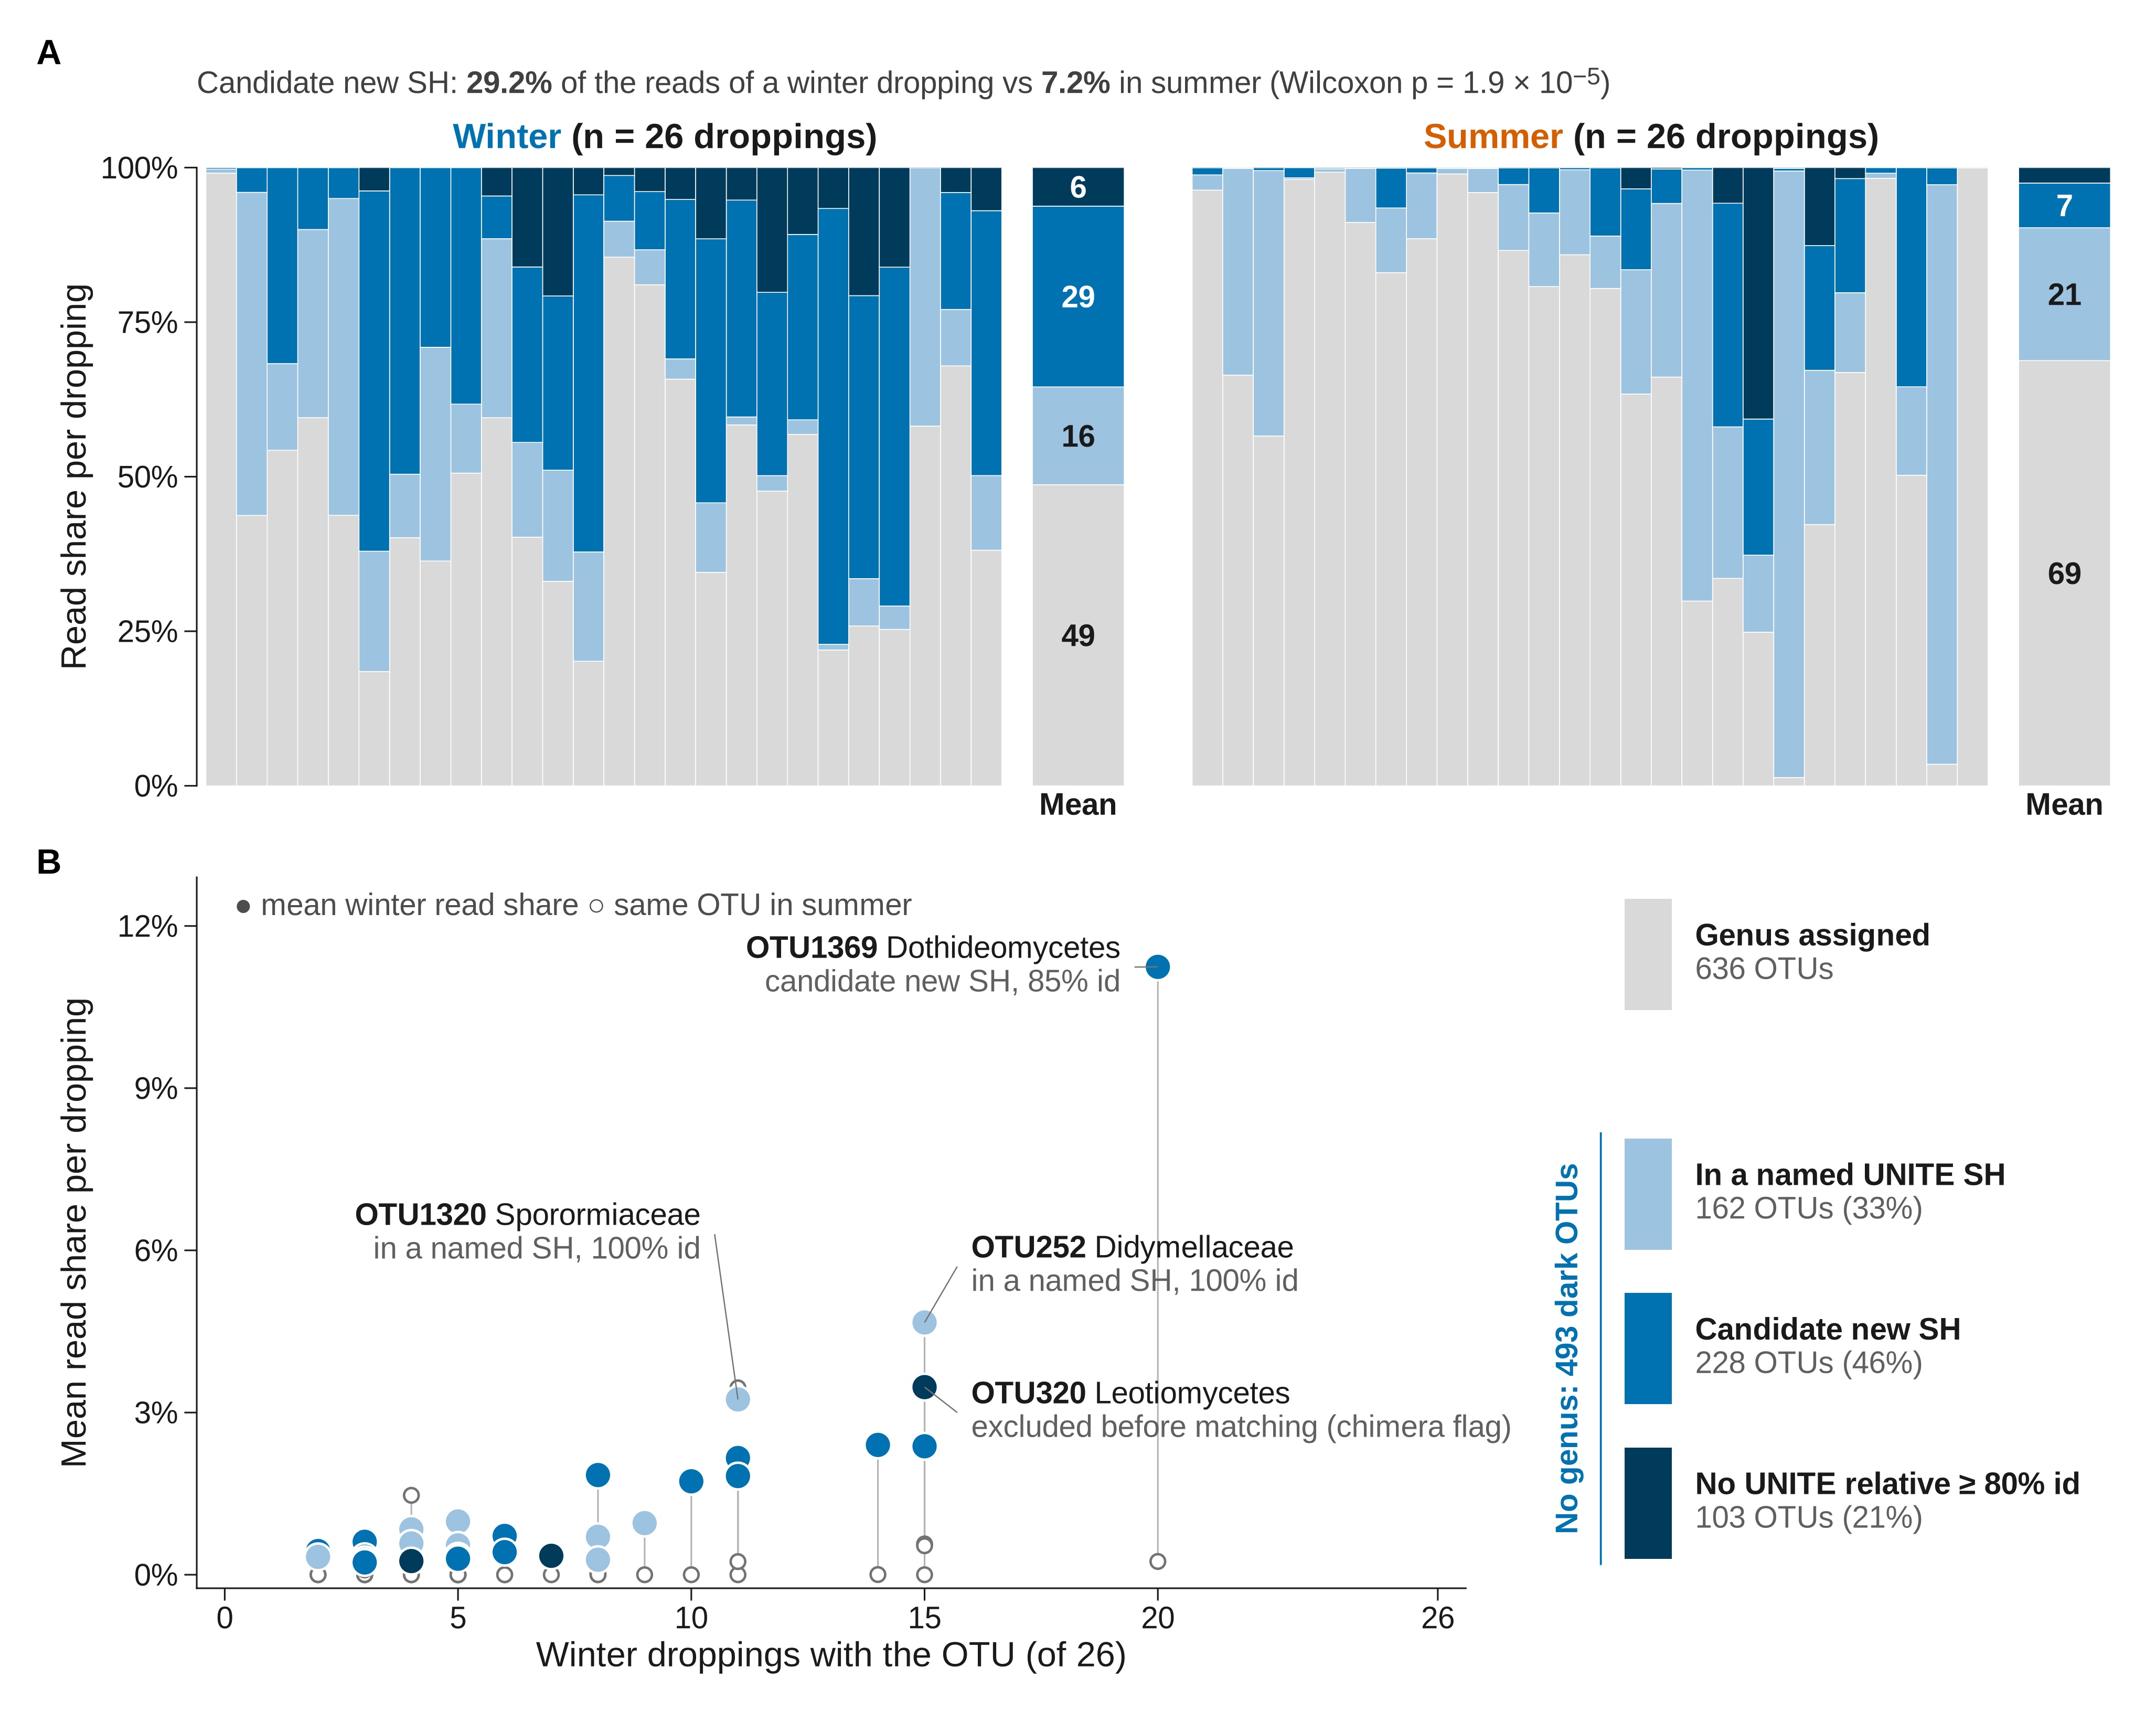 A
Candidate new SH: 29.2% of the reads of a winter dropping vs 7.2% in summer (Wilcoxon p = 1.9 × 10⁻⁵)
Winter (n = 26 droppings)
Summer (n = 26 droppings)
Read share per dropping
100%
75%
50%
25%
0%
6
29
16
49
Mean
7
21
69
Mean
B
Mean read share per dropping
12%
9%
6%
3%
0%
● mean winter read share ○ same OTU in summer
OTU1369 Dothideomycetes
candidate new SH, 85% id
OTU1320 Sporormiaceae
in a named SH, 100% id
OTU252 Didymellaceae
in a named SH, 100% id
OTU320 Leotiomycetes
excluded before matching (chimera flag)
0
5
10
15
20
26
Winter droppings with the OTU (of 26)
Genus assigned
636 OTUs
No genus: 493 dark OTUs
In a named UNITE SH
162 OTUs (33%)
Candidate new SH
228 OTUs (46%)
No UNITE relative ≥ 80% id
103 OTUs (21%)